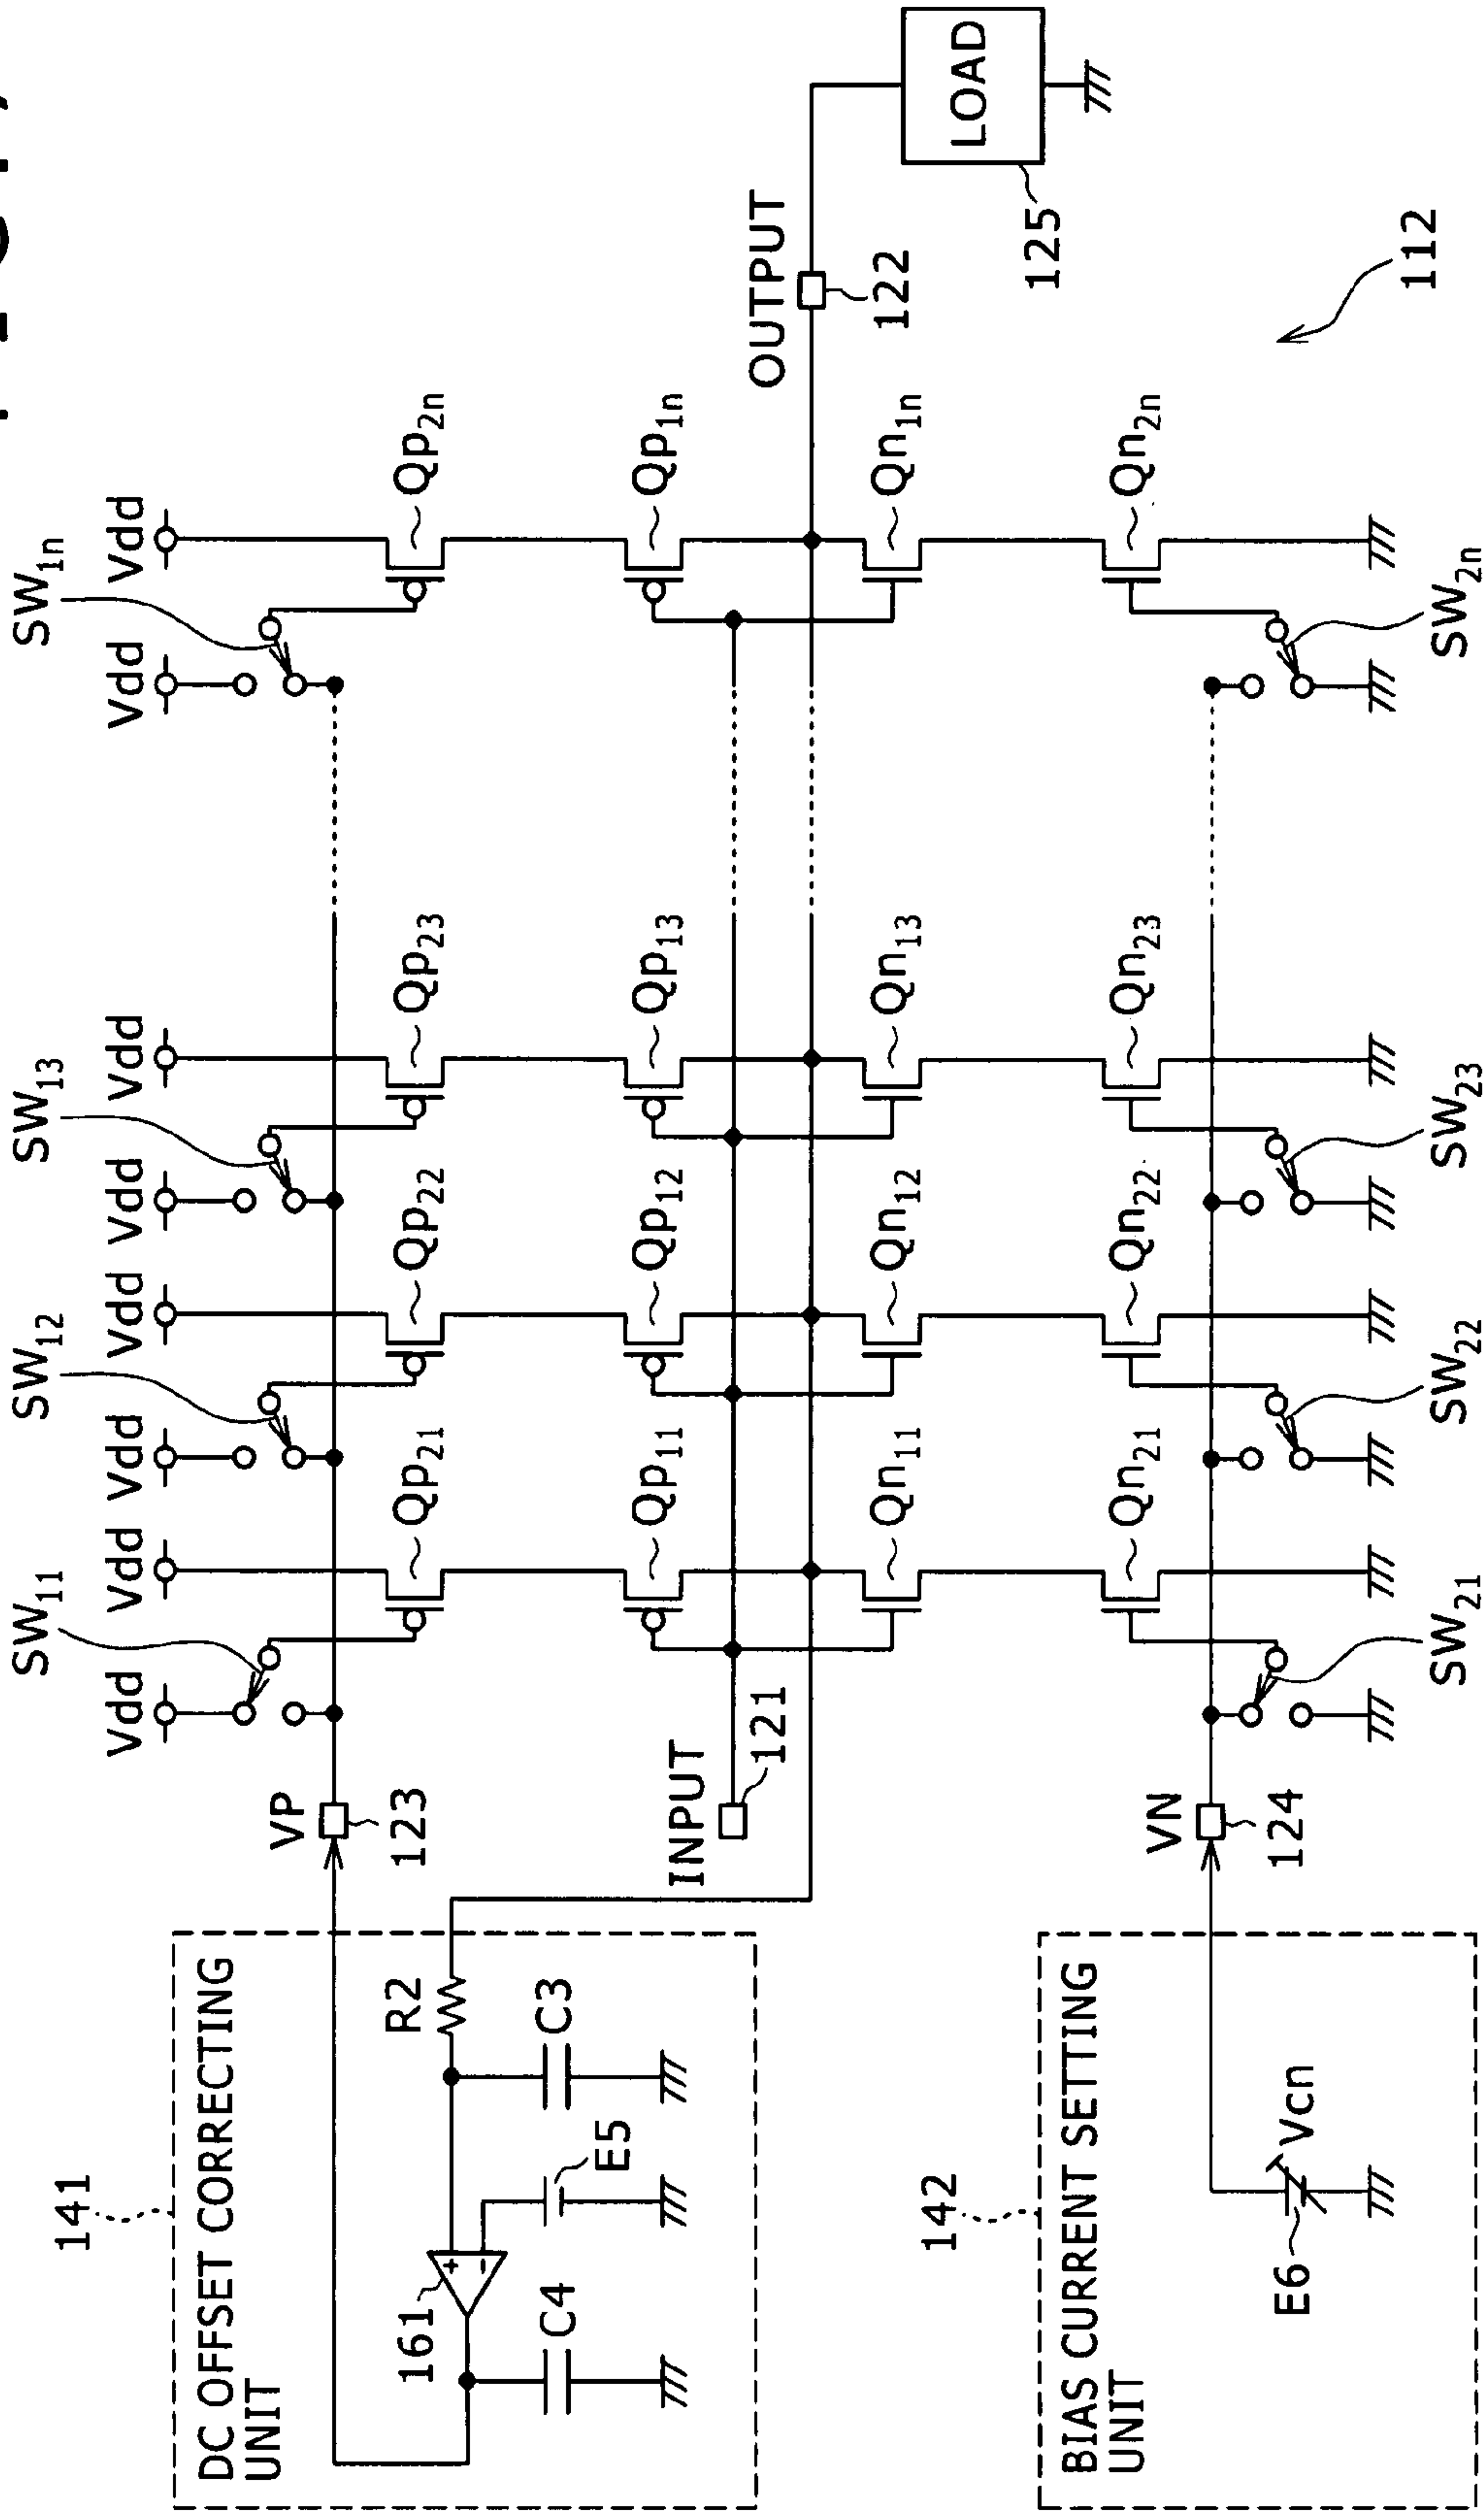 SW11
SW12
SW13
SW1n
Vdd Vdd Vdd Vdd Vdd Vdd Vdd Vdd
141
DC OFFSET CORRECTING
UNIT
161
C4
E5
R2
C3
VP
123
Qp21
Qp22
Qp23
Qp2n
Qp11
Qp12
Qp13
Qp1n
INPUT
121
OUTPUT
122
LOAD
125
Qn11
Qn12
Qn13
Qn1n
Qn21
Qn22
Qn23
Qn2n
142
BIAS CURRENT SETTING
UNIT
E6
Vcn
VN
124
SW21
SW22
SW23
SW2n
112